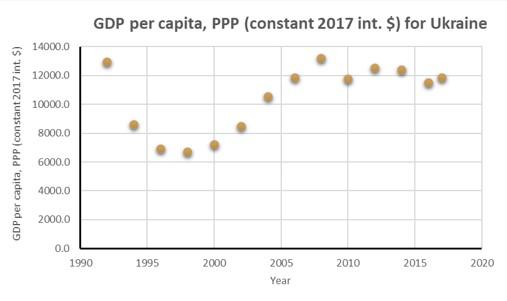 GDP per capita, PPP (constant 2017 int. $) for Ukraine
GDP per capita, PPP (constant 2017 int. $)
14000.0
12000.0
10000.0
8000.0
6000.0
4000.0
2000.0
0.0
1990 1995 2000 2005 2010 2015 2020
Year